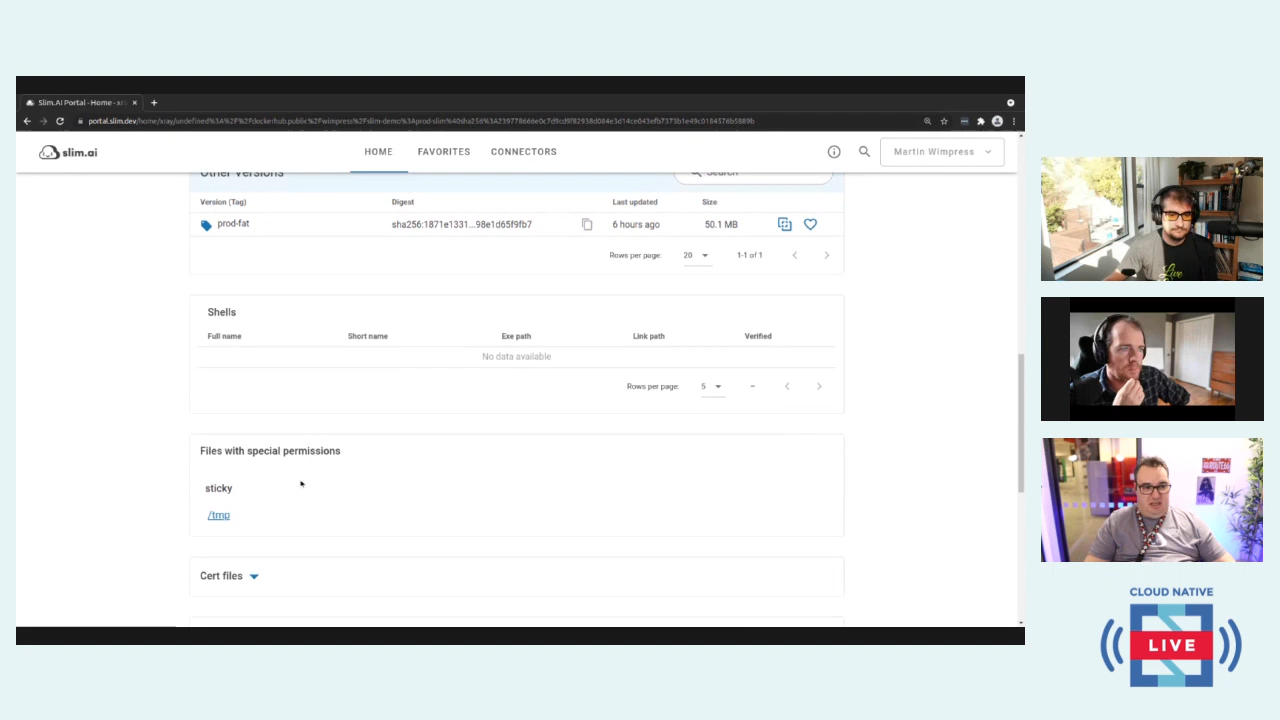 Slim.AI Portal - Home - xr
slim.ai
HOME
FAVORITES
CONNECTORS
Martin Wimpress
Other Versions
Search
Version (Tag)
Digest
Last updated
Size
prod-fat
sha256:1871e1331...98e1d65f9fb7
6 hours ago
50.1 MB
Rows per page:
20
1-1 of 1
Shells
Full name
Short name
Exe path
Link path
Verified
No data available
Rows per page:
5
–
Files with special permissions
sticky
/tmp
Cert files
CLOUD NATIVE
LIVE